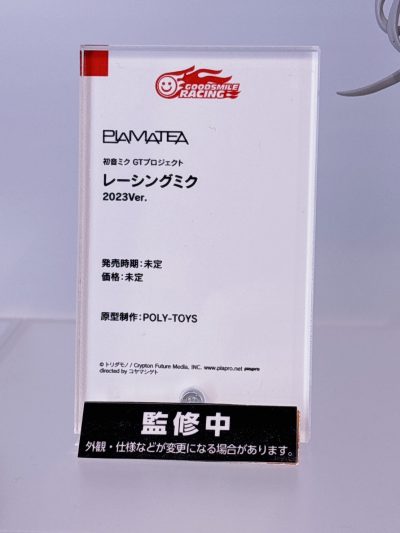 GOODSMILE
RACING
PLAMATEA
初音ミク GTプロジェクト
レーシングミク
2023Ver.
発売時期：未定
価格：未定
原型制作：POLY-TOYS
© トリダモノ / Crypton Future Media, INC. www.piapro.net piapro
directed by コヤマシゲト
監修中
外観・仕様などが変更になる場合があります。